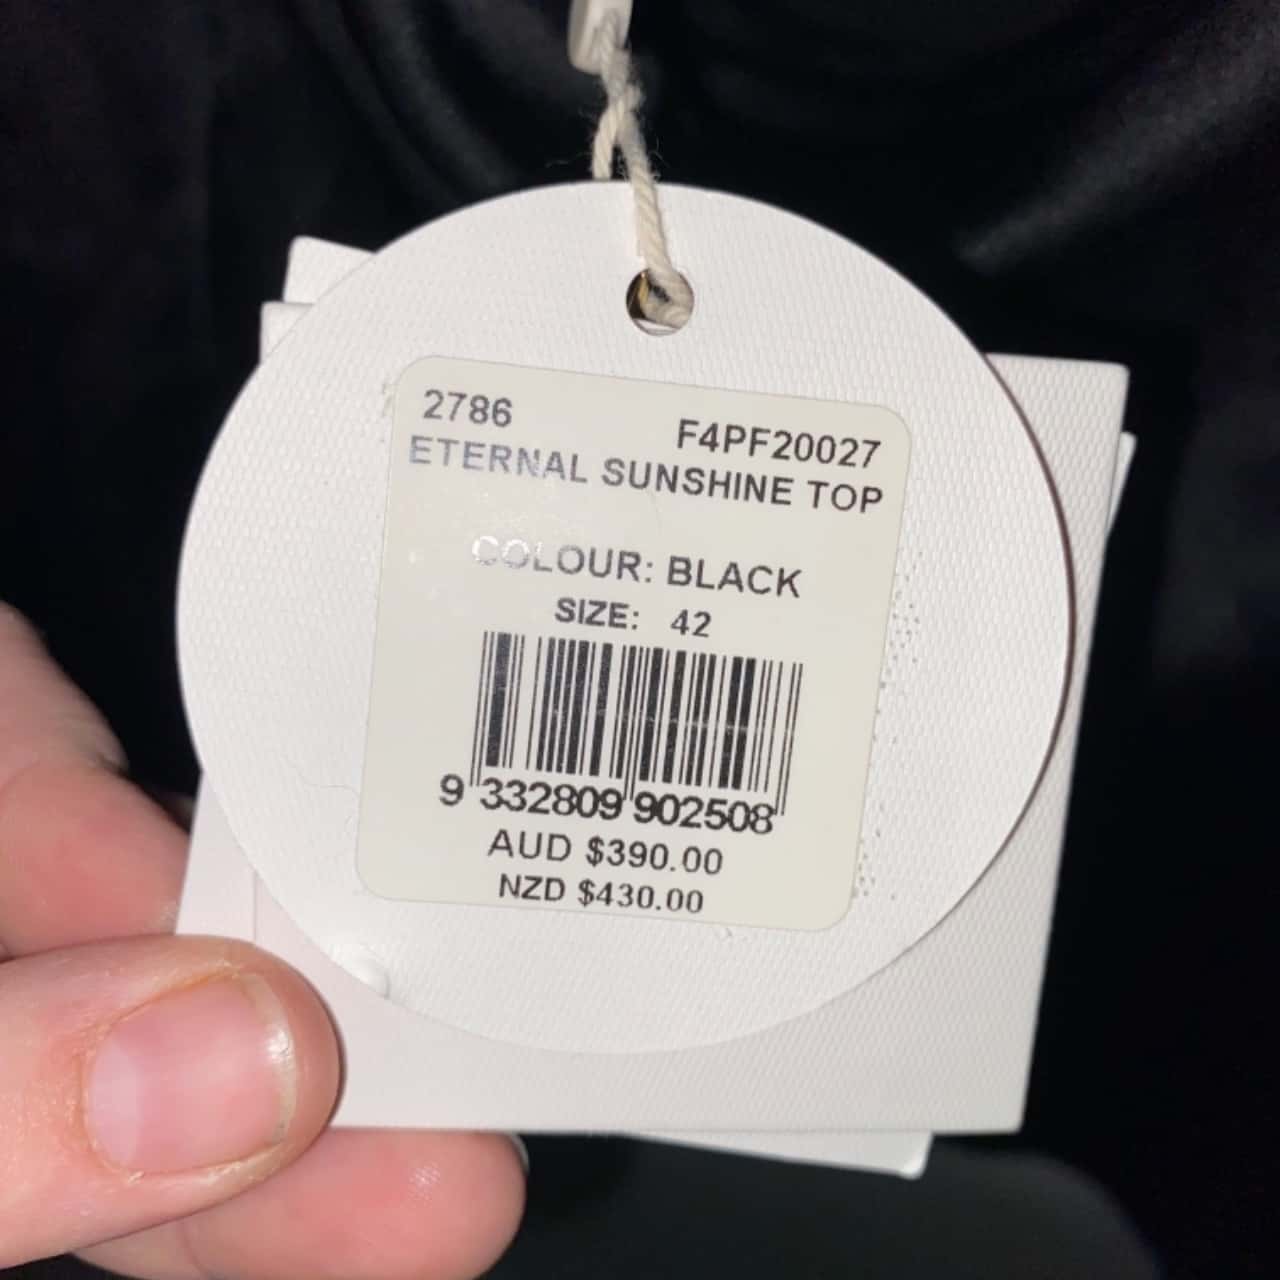 2786 F4PF20027
ETERNAL SUNSHINE TOP
COLOUR: BLACK
SIZE: 42
9 332809 902508
AUD $390.00
NZD $430.00